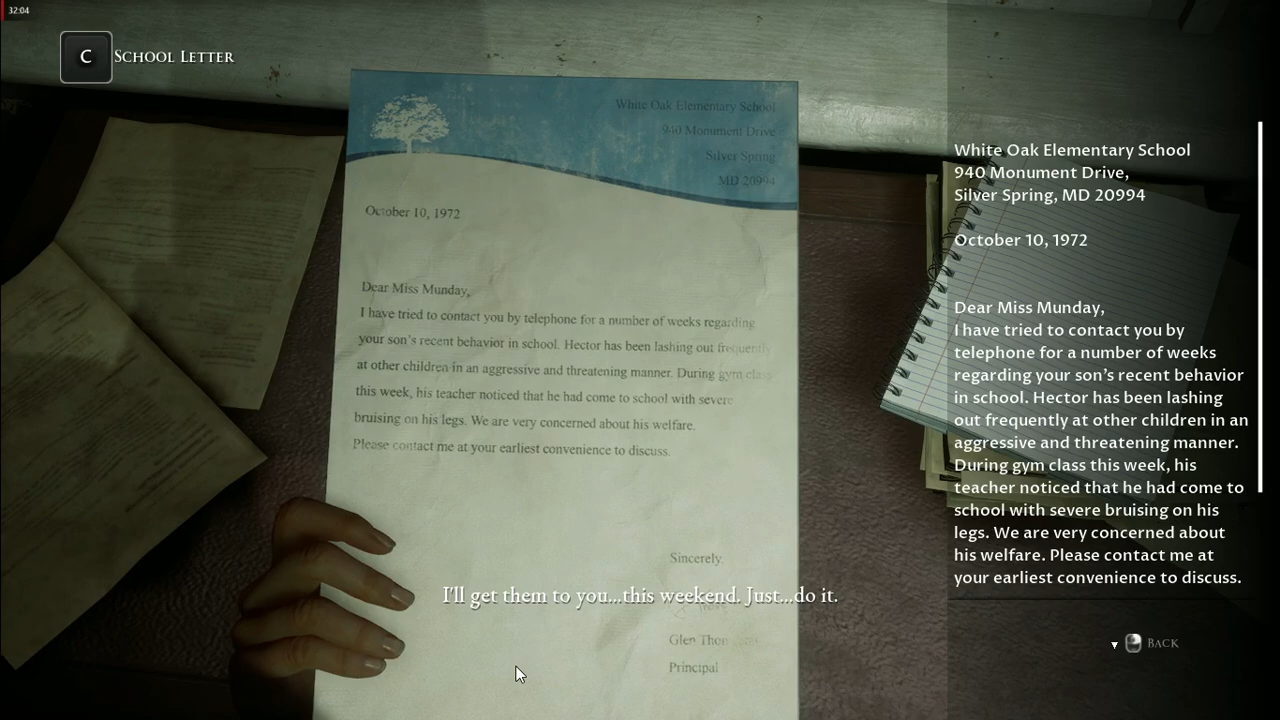 32:04
C
School Letter
White Oak Elementary School
940 Monument Drive
Silver Spring
MD 20994
October 10, 1972
Dear Miss Munday,
I have tried to contact you by telephone for a number of weeks regarding
your son's recent behavior in school. Hector has been lashing out frequently
at other children in an aggressive and threatening manner. During gym class
this week, his teacher noticed that he had come to school with severe
bruising on his legs. We are very concerned about his welfare.
Please contact me at your earliest convenience to discuss.
Sincerely
Glen
Principal
I'll get them to you...this weekend. Just...do it.
White Oak Elementary School
940 Monument Drive,
Silver Spring, MD 20994
October 10, 1972
Dear Miss Munday,
I have tried to contact you by
telephone for a number of weeks
regarding your son's recent behavior
in school. Hector has been lashing
out frequently at other children in an
aggressive and threatening manner.
During gym class this week, his
teacher noticed that he had come to
school with severe bruising on his
legs. We are very concerned about
his welfare. Please contact me at
your earliest convenience to discuss.
Back